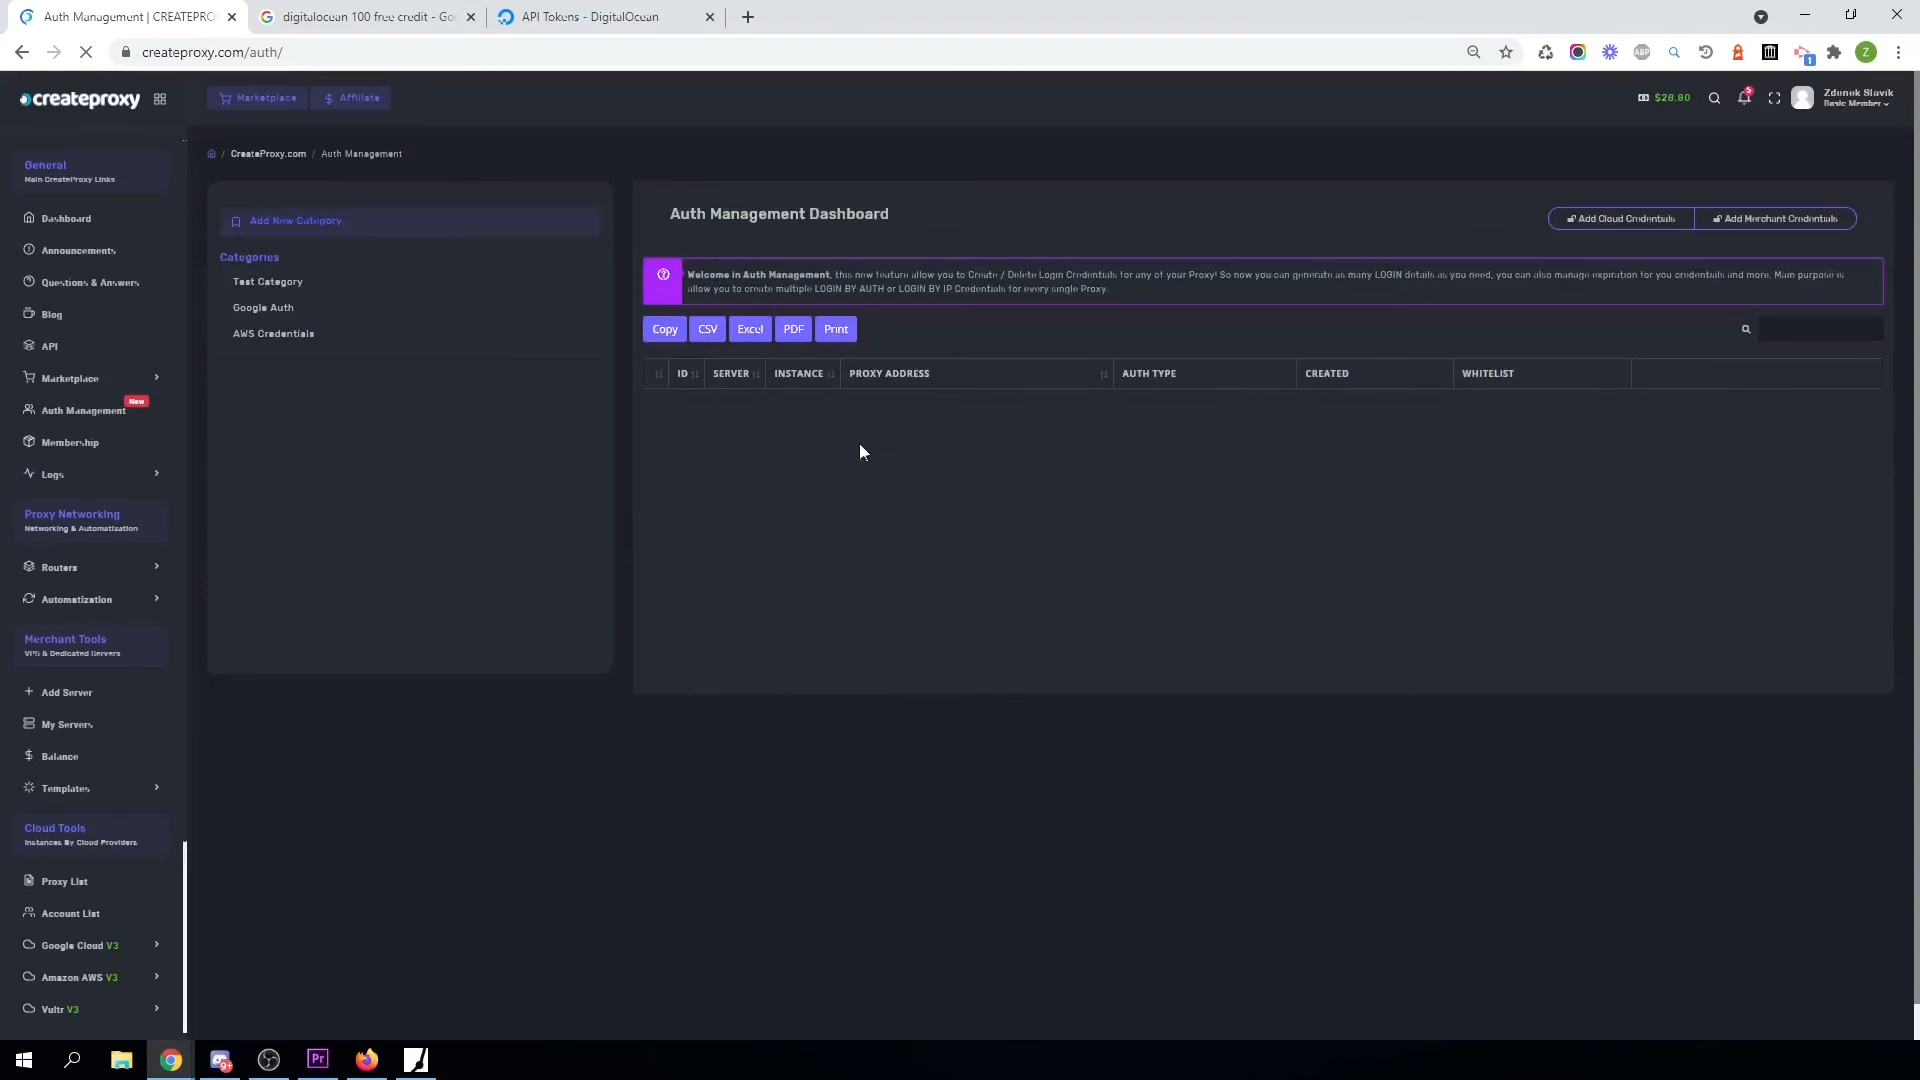 Auth Management | CREATEPRO
digitalocean 100 free credit - Go
API Tokens - DigitalOcean
createproxy.com/auth/
ABP
1
Z
createproxy
Marketplace
Affiliate
$28.80
5
Zdenek Slavik
Basic Member
General
Main CreateProxy Links
Dashboard
Announcements
Questions & Answers
Blog
API
Marketplace
Auth Management
New
Membership
Logs
Proxy Networking
Networking & Automatization
Routers
Automatization
Merchant Tools
VPS & Dedicated Servers
Add Server
My Servers
Balance
Templates
Cloud Tools
Instances By Cloud Providers
Proxy List
Account List
Google Cloud V3
Amazon AWS V3
Vultr V3
/ CreateProxy.com / Auth Management
Add New Category
Categories
Test Category
Google Auth
AWS Credentials
Auth Management Dashboard
Add Cloud Credentials
Add Merchant Credentials
Welcome in Auth Management, this new feature allow you to Create / Delete Login Credentials for any of your Proxy! So now you can generate as many LOGIN details as you need, you can also manage expiration for you credentials and more. Main purpose is
allow you to create multiple LOGIN BY AUTH or LOGIN BY IP Credentials for every single Proxy.
Copy CSV Excel PDF Print
ID SERVER INSTANCE PROXY ADDRESS AUTH TYPE CREATED WHITELIST
9+
Pr